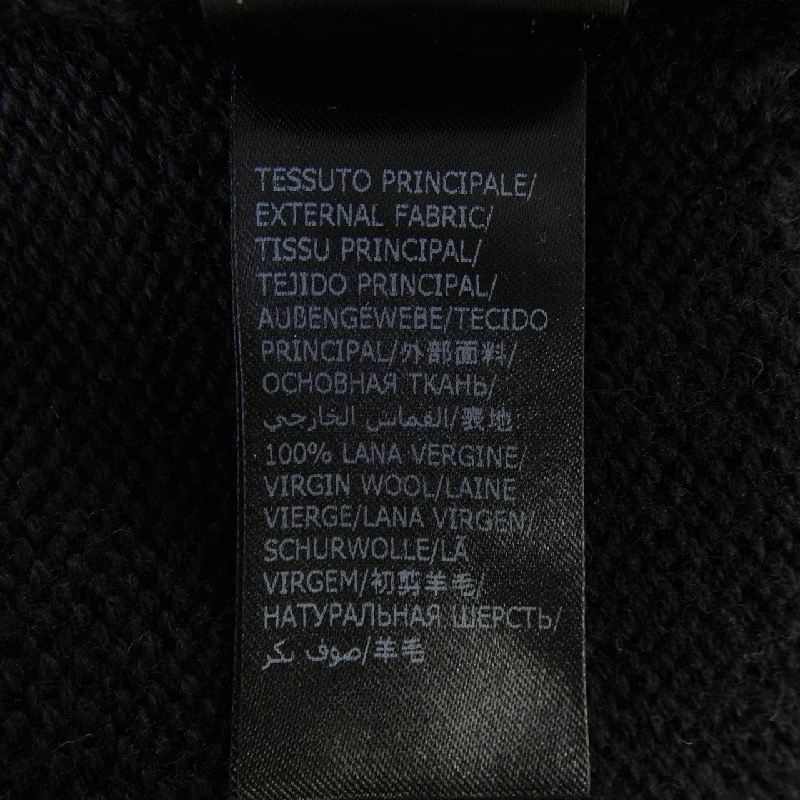 TESSUTO PRINCIPALE/
EXTERNAL FABRIC/
TISSU PRINCIPAL/
TEJIDO PRINCIPAL/
AUßENGEWEBE/TECIDO
PRINCIPAL/外部面料/
ОСНОВНАЯ ТКАНЬ/
القماس الخارجي/表地:
100% LANA VERGINE/
VIRGIN WOOL/LAINE
VIERGE/LANA VIRGEN/
SCHURWOLLE/LÃ
VIRGEM/初剪羊毛/
НАТУРАЛЬНАЯ ШЕРСТЬ/
صوف بكر/羊毛